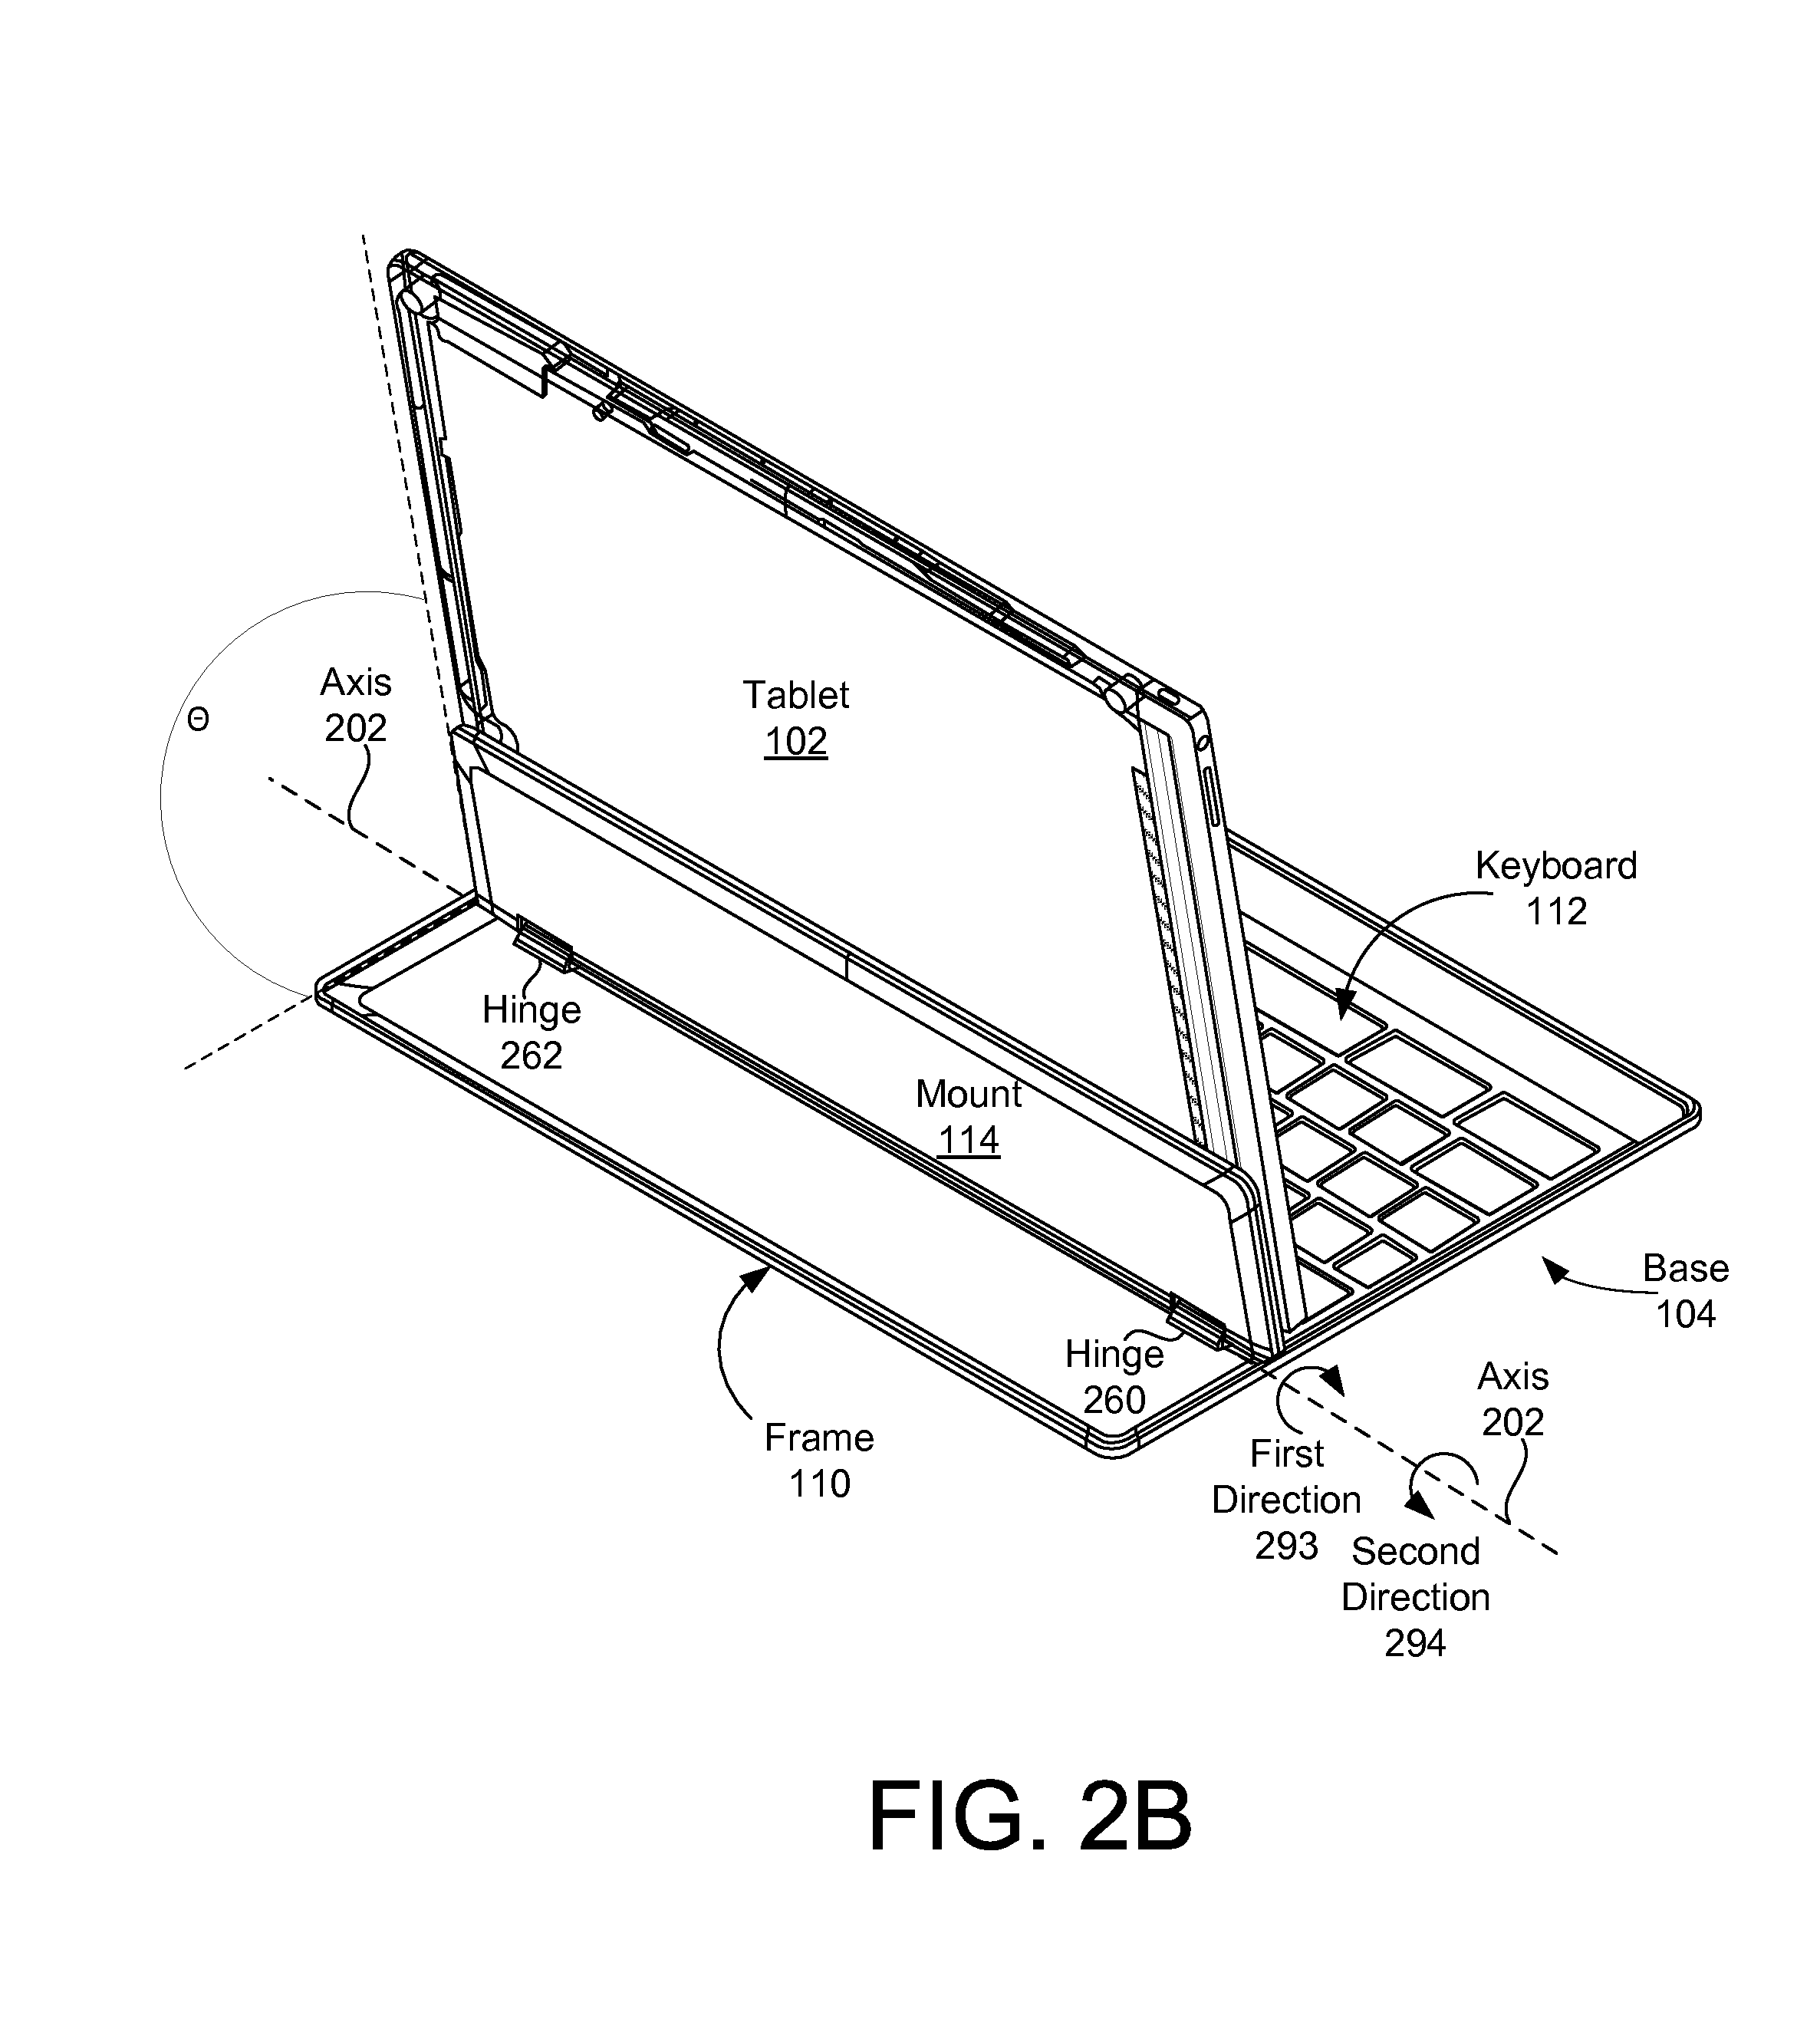 Θ
Axis
202
Tablet
102
Keyboard
112
Hinge
262
Mount
114
Base
104
Hinge
260
Axis
202
Frame
110
First
Direction
293
Second
Direction
294
FIG. 2B